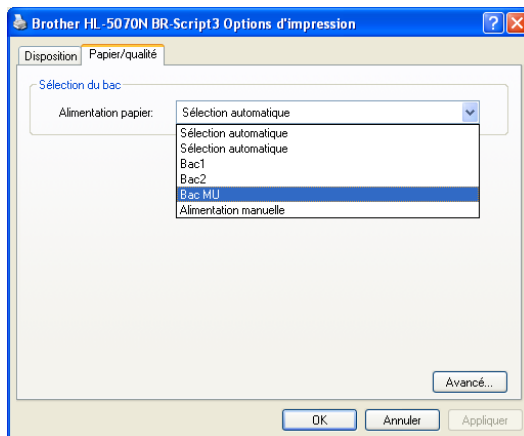 Brother HL-5070N BR-Script3 Options d'impression
Disposition Papier/qualité
Sélection du bac
Alimentation papier: Sélection automatique
Sélection automatique
Sélection automatique
Bac1
Bac2
Bac MU
Alimentation manuelle
Avancé...
OK Annuler Appliquer